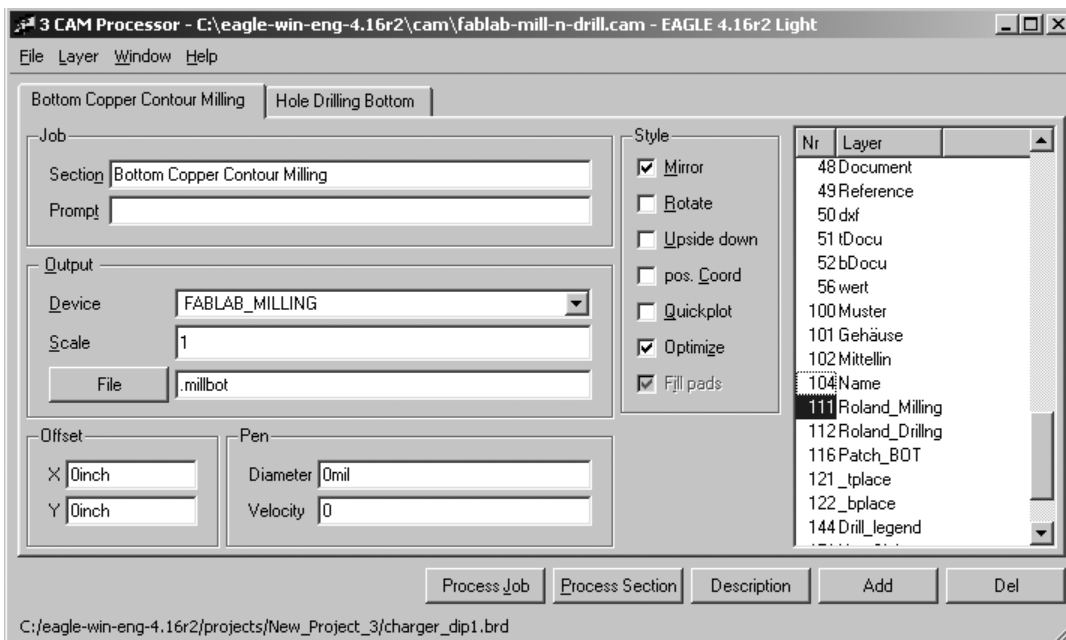 3 CAM Processor - C:\eagle-win-eng-4.16r2\cam\fablab-mill-n-drill.cam - EAGLE 4.16r2 Light
File Layer Window Help
Bottom Copper Contour Milling Hole Drilling Bottom
Job
Section Bottom Copper Contour Milling
Prompt
Output
Device FABLAB_MILLING
Scale 1
File .millbot
Offset
X 0inch
Y 0inch
Pen
Diameter 0mil
Velocity 0
Style
Mirror
Rotate
Upside down
pos. Coord
Quickplot
Optimize
Fill pads
Nr Layer
48 Document
49 Reference
50 dxf
51 tDocu
52 bDocu
56 wert
100 Muster
101 Gehäuse
102 Mittellin
104 Name
111 Roland_Milling
112 Roland_Drillng
116 Patch_BOT
121 _tplace
122 _bplace
144 Drill_legend
Process Job Process Section Description Add Del
C:/eagle-win-eng-4.16r2/projects/New_Project_3/charger_dip1.brd